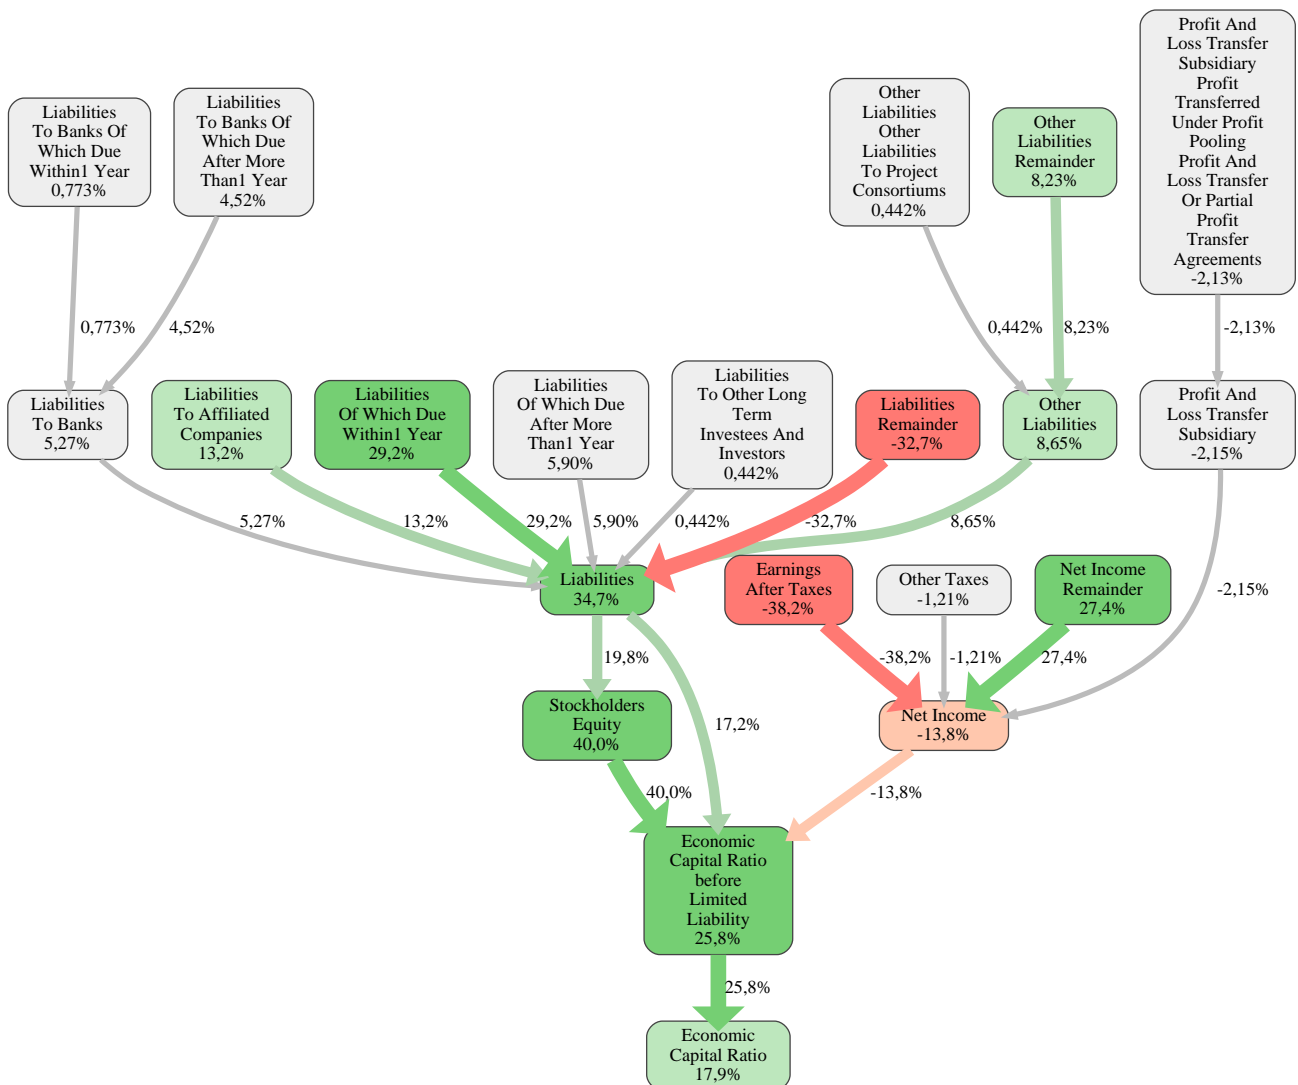 Profit And
Loss Transfer
Subsidiary
Profit
Transferred
Under Profit
Pooling
Profit And
Loss Transfer
Or Partial
Profit
Transfer
Agreements
-2,13%
Liabilities
To Banks Of
Which Due
Within1 Year
0,773%
Liabilities
To Banks Of
Which Due
After More
Than1 Year
4,52%
Other
Liabilities
Other
Liabilities
To Project
Consortiums
0,442%
Other
Liabilities
Remainder
8,23%
0,773%
4,52%
0,442%
8,23%
-2,13%
Liabilities
To Banks
5,27%
Liabilities
To Affiliated
Companies
13,2%
Liabilities
Of Which Due
Within1 Year
29,2%
Liabilities
Of Which Due
After More
Than1 Year
5,90%
Liabilities
To Other Long
Term
Investees And
Investors
0,442%
Liabilities
Remainder
-32,7%
Other
Liabilities
8,65%
Profit And
Loss Transfer
Subsidiary
-2,15%
5,27%
13,2%
29,2%
5,90%
0,442%
-32,7%
8,65%
Liabilities
34,7%
Earnings
After Taxes
-38,2%
Other Taxes
-1,21%
Net Income
Remainder
27,4%
-2,15%
19,8%
-38,2%
-1,21%
27,4%
Stockholders
Equity
40,0%
17,2%
Net Income
-13,8%
40,0%
-13,8%
Economic
Capital Ratio
before
Limited
Liability
25,8%
25,8%
Economic
Capital Ratio
17,9%